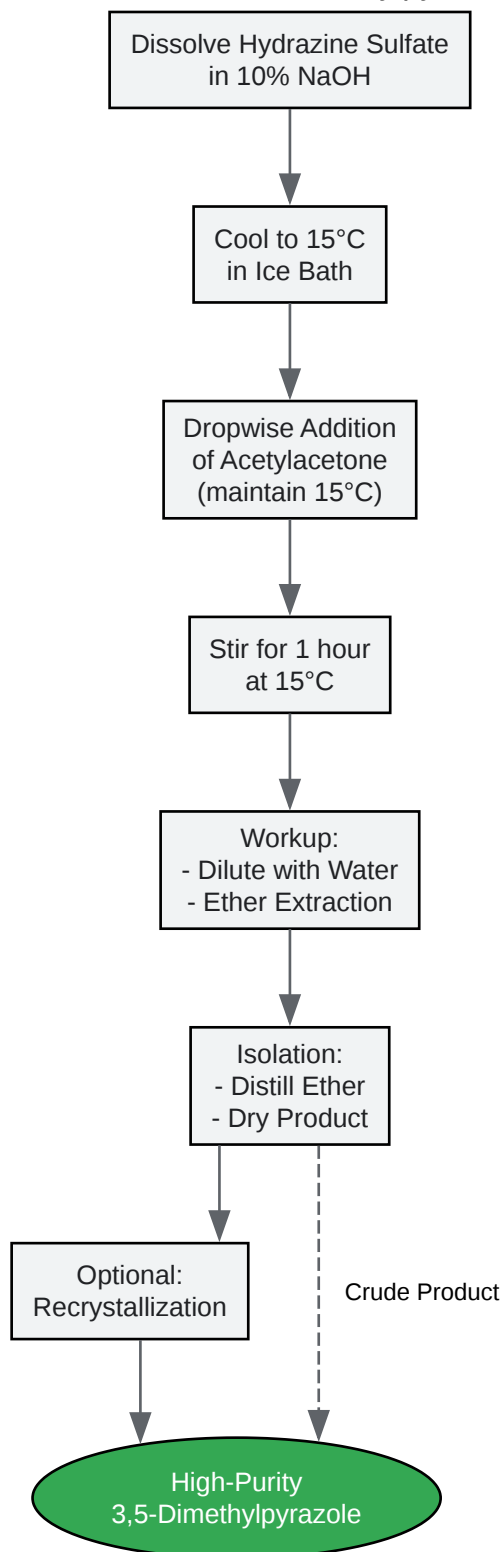 Dissolve Hydrazine Sulfate
in 10% NaOH
Cool to 15°C
in Ice Bath
Dropwise Addition
of Acetylacetone
(maintain 15°C)
Stir for 1 hour
at 15°C
Workup:
- Dilute with Water
- Ether Extraction
Isolation:
- Distill Ether
- Dry Product
Optional:
Recrystallization
Crude Product
High-Purity
3,5-Dimethylpyrazole